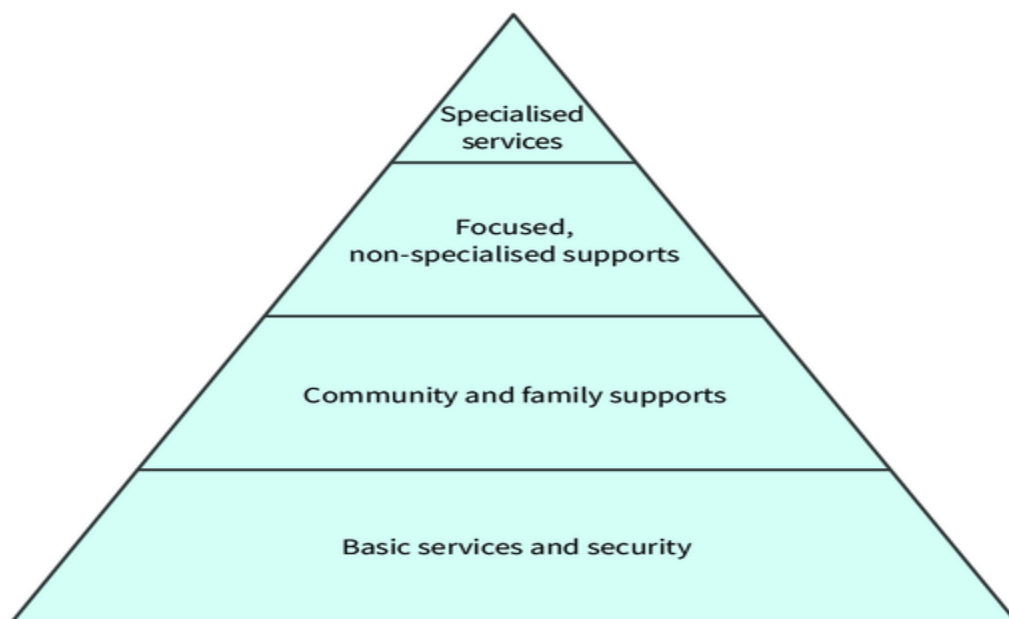 Specialised
services
Focused,
non-specialised supports
Community and family supports
Basic services and security